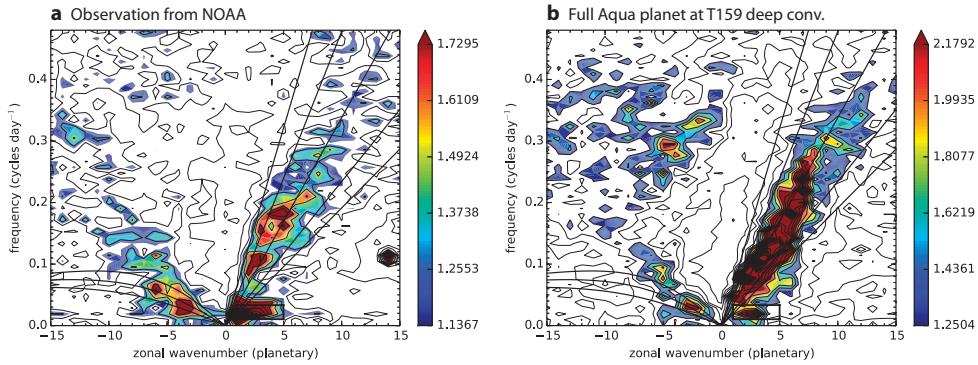 a Observation from NOAA
b Full Aqua planet at T159 deep conv.
frequency (cycles day⁻¹)
0.4
0.3
0.2
0.1
0.0
−15 −10 −5 0 5 10 15
zonal wavenumber (planetary)
1.7295
1.6109
1.4924
1.3738
1.2553
1.1367
frequency (cycles day⁻¹)
0.4
0.3
0.2
0.1
0.0
−15 −10 −5 0 5 10 15
zonal wavenumber (planetary)
2.1792
1.9935
1.8077
1.6219
1.4361
1.2504